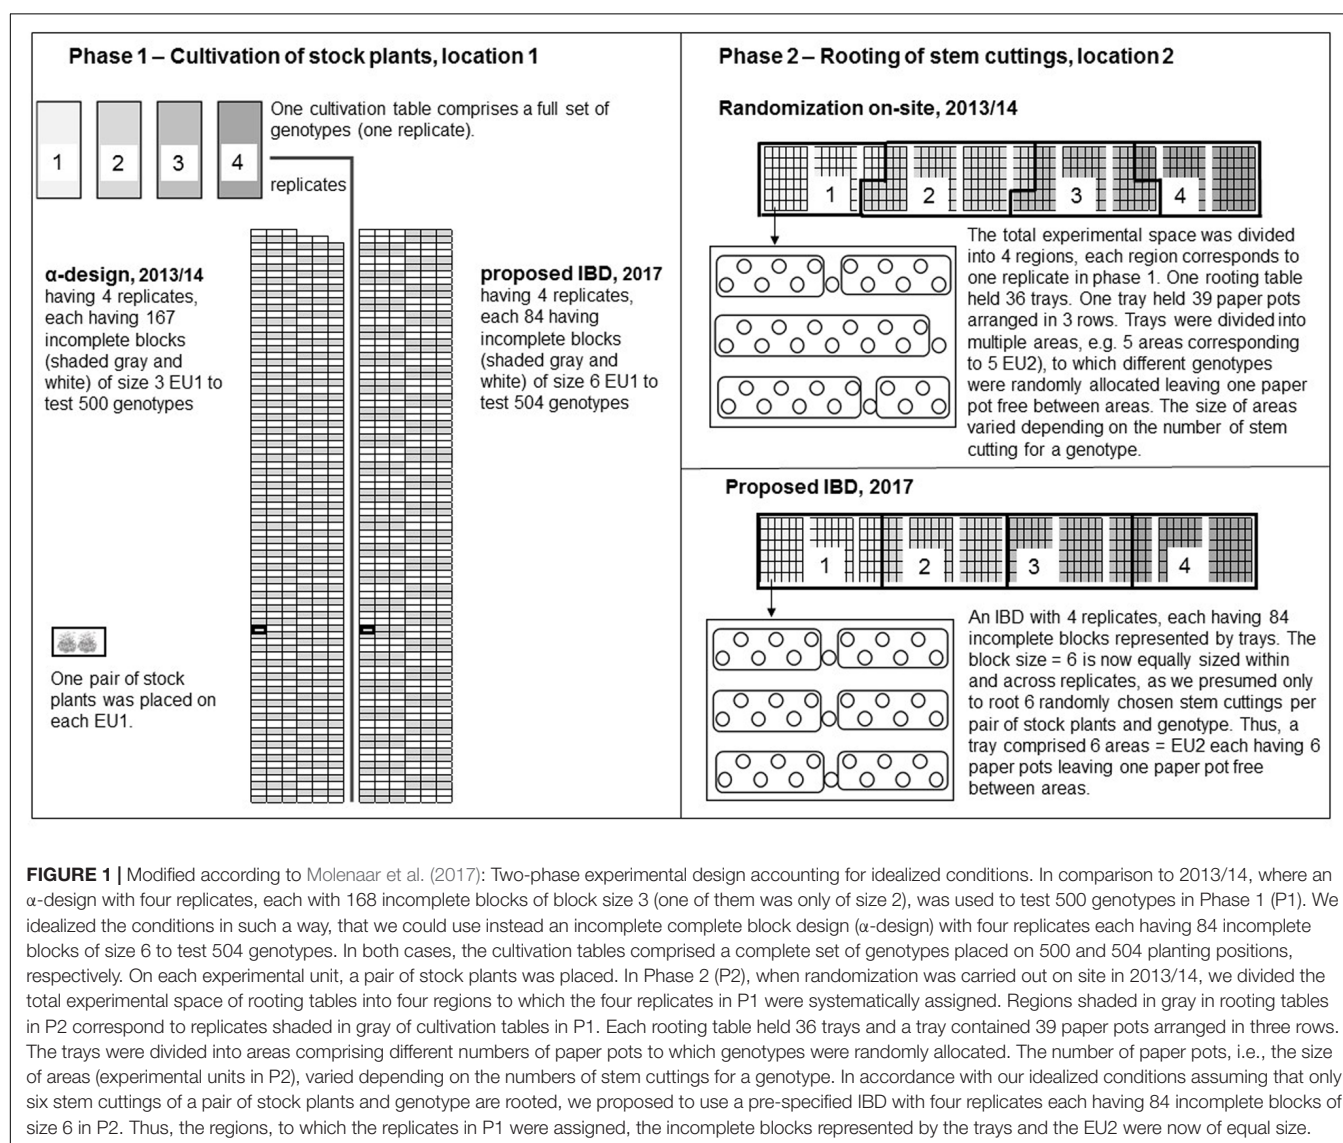 Phase 1 – Cultivation of stock plants, location 1
1
2
3
4
One cultivation table comprises a full set of
genotypes (one replicate).
replicates
α-design, 2013/14
having 4 replicates,
each having 167
incomplete blocks
(shaded gray and
white) of size 3 EU1 to
test 500 genotypes
proposed IBD, 2017
having 4 replicates,
each 84 having
incomplete blocks
(shaded gray and
white) of size 6 EU1 to
test 504 genotypes
One pair of stock
plants was placed on
each EU1.
Phase 2 – Rooting of stem cuttings, location 2
Randomization on-site, 2013/14
1
2
3
4
The total experimental space was divided
into 4 regions, each region corresponds to
one replicate in phase 1. One rooting table
held 36 trays. One tray held 39 paper pots
arranged in 3 rows. Trays were divided into
multiple areas, e.g. 5 areas corresponding
to 5 EU2), to which different genotypes
were randomly allocated leaving one paper
pot free between areas. The size of areas
varied depending on the number of stem
cutting for a genotype.
Proposed IBD, 2017
1
2
3
4
An IBD with 4 replicates, each having 84
incomplete blocks represented by trays. The
block size = 6 is now equally sized within
and across replicates, as we presumed only
to root 6 randomly chosen stem cuttings per
pair of stock plants and genotype. Thus, a
tray comprised 6 areas = EU2 each having 6
paper pots leaving one paper pot free
between areas.
FIGURE 1 | Modified according to Molenaar et al. (2017): Two-phase experimental design accounting for idealized conditions. In comparison to 2013/14, where an
α-design with four replicates, each with 168 incomplete blocks of block size 3 (one of them was only of size 2), was used to test 500 genotypes in Phase 1 (P1). We
idealized the conditions in such a way, that we could use instead an incomplete complete block design (α-design) with four replicates each having 84 incomplete
blocks of size 6 to test 504 genotypes. In both cases, the cultivation tables comprised a complete set of genotypes placed on 500 and 504 planting positions,
respectively. On each experimental unit, a pair of stock plants was placed. In Phase 2 (P2), when randomization was carried out on site in 2013/14, we divided the
total experimental space of rooting tables into four regions to which the four replicates in P1 were systematically assigned. Regions shaded in gray in rooting tables
in P2 correspond to replicates shaded in gray of cultivation tables in P1. Each rooting table held 36 trays and a tray contained 39 paper pots arranged in three rows.
The trays were divided into areas comprising different numbers of paper pots to which genotypes were randomly allocated. The number of paper pots, i.e., the size
of areas (experimental units in P2), varied depending on the numbers of stem cuttings for a genotype. In accordance with our idealized conditions assuming that only
six stem cuttings of a pair of stock plants and genotype are rooted, we proposed to use a pre-specified IBD with four replicates each having 84 incomplete blocks of
size 6 in P2. Thus, the regions, to which the replicates in P1 were assigned, the incomplete blocks represented by the trays and the EU2 were now of equal size.